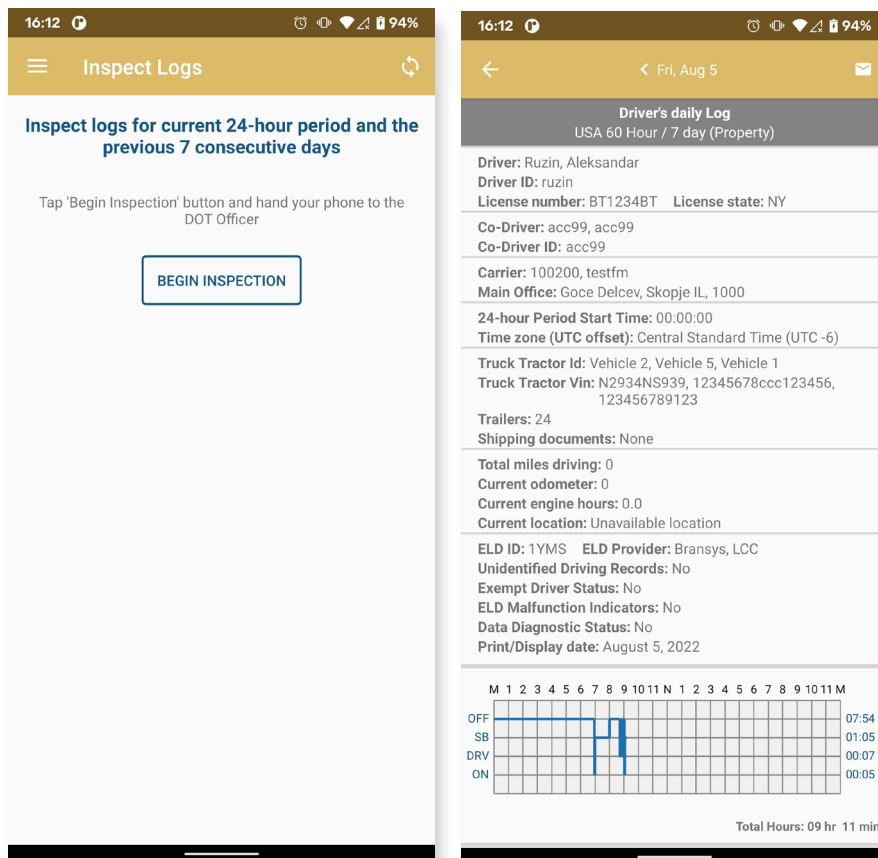 16:12 94%
Inspect Logs
Inspect logs for current 24-hour period and the
previous 7 consecutive days
Tap 'Begin Inspection' button and hand your phone to the
DOT Officer
BEGIN INSPECTION
16:12 94%
Fri, Aug 5
Driver's daily Log
USA 60 Hour / 7 day (Property)
Driver: Ruzin, Aleksandar
Driver ID: ruzin
License number: BT1234BT License state: NY
Co-Driver: acc99, acc99
Co-Driver ID: acc99
Carrier: 100200, testfm
Main Office: Goce Delcev, Skopje IL, 1000
24-hour Period Start Time: 00:00:00
Time zone (UTC offset): Central Standard Time (UTC -6)
Truck Tractor Id: Vehicle 2, Vehicle 5, Vehicle 1
Truck Tractor Vin: N2934NS939, 12345678ccc123456,
123456789123
Trailers: 24
Shipping documents: None
Total miles driving: 0
Current odometer: 0
Current engine hours: 0.0
Current location: Unavailable location
ELD ID: 1YMS ELD Provider: Bransys, LCC
Unidentified Driving Records: No
Exempt Driver Status: No
ELD Malfunction Indicators: No
Data Diagnostic Status: No
Print/Display date: August 5, 2022
M 1 2 3 4 5 6 7 8 9 10 11 N 1 2 3 4 5 6 7 8 9 10 11 M
OFF 07:54
SB 01:05
DRV 00:07
ON 00:05
Total Hours: 09 hr 11 min